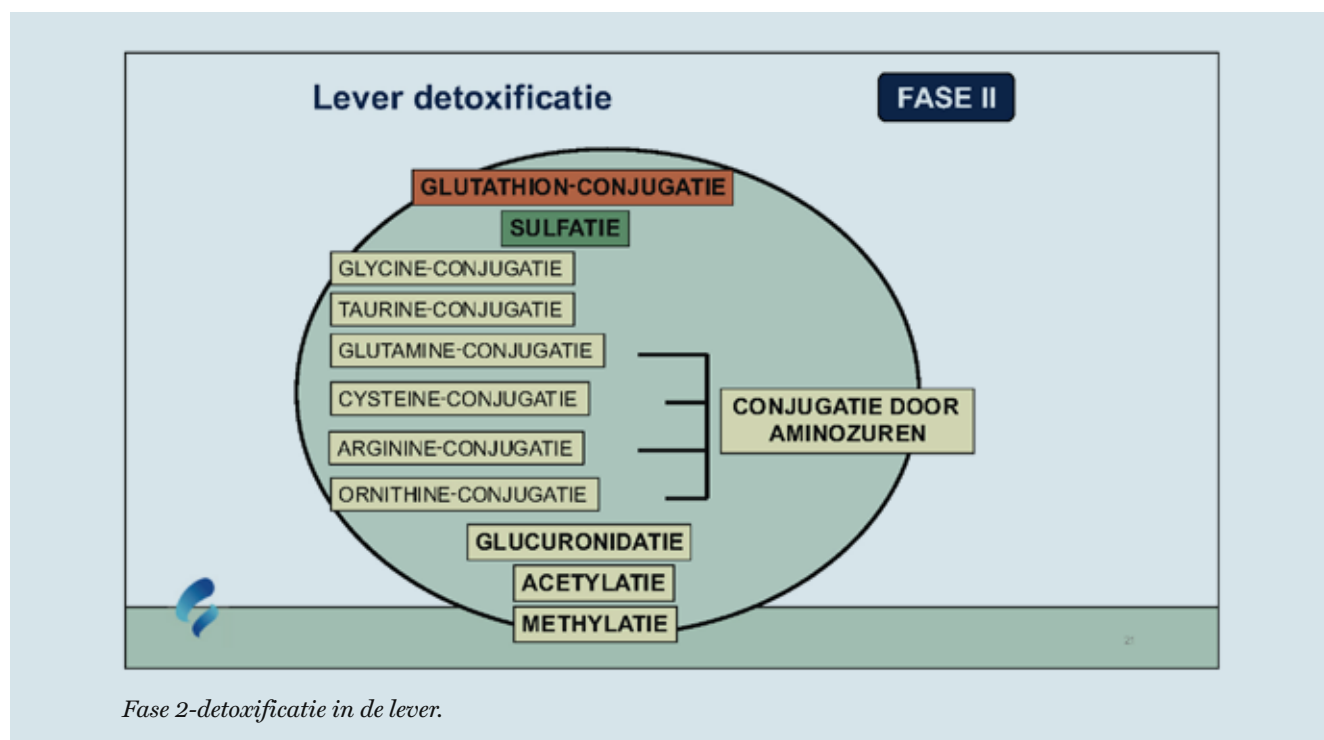 Lever detoxificatie
FASE II
GLUTATHION-CONJUGATIE
SULFATIE
GLYCINE-CONJUGATIE
TAURINE-CONJUGATIE
GLUTAMINE-CONJUGATIE
CYSTEINE-CONJUGATIE
ARGININE-CONJUGATIE
ORNITHINE-CONJUGATIE
CONJUGATIE DOOR
AMINOZUREN
GLUCURONIDATIE
ACETYLATIE
METHYLATIE
Fase 2-detoxificatie in de lever.